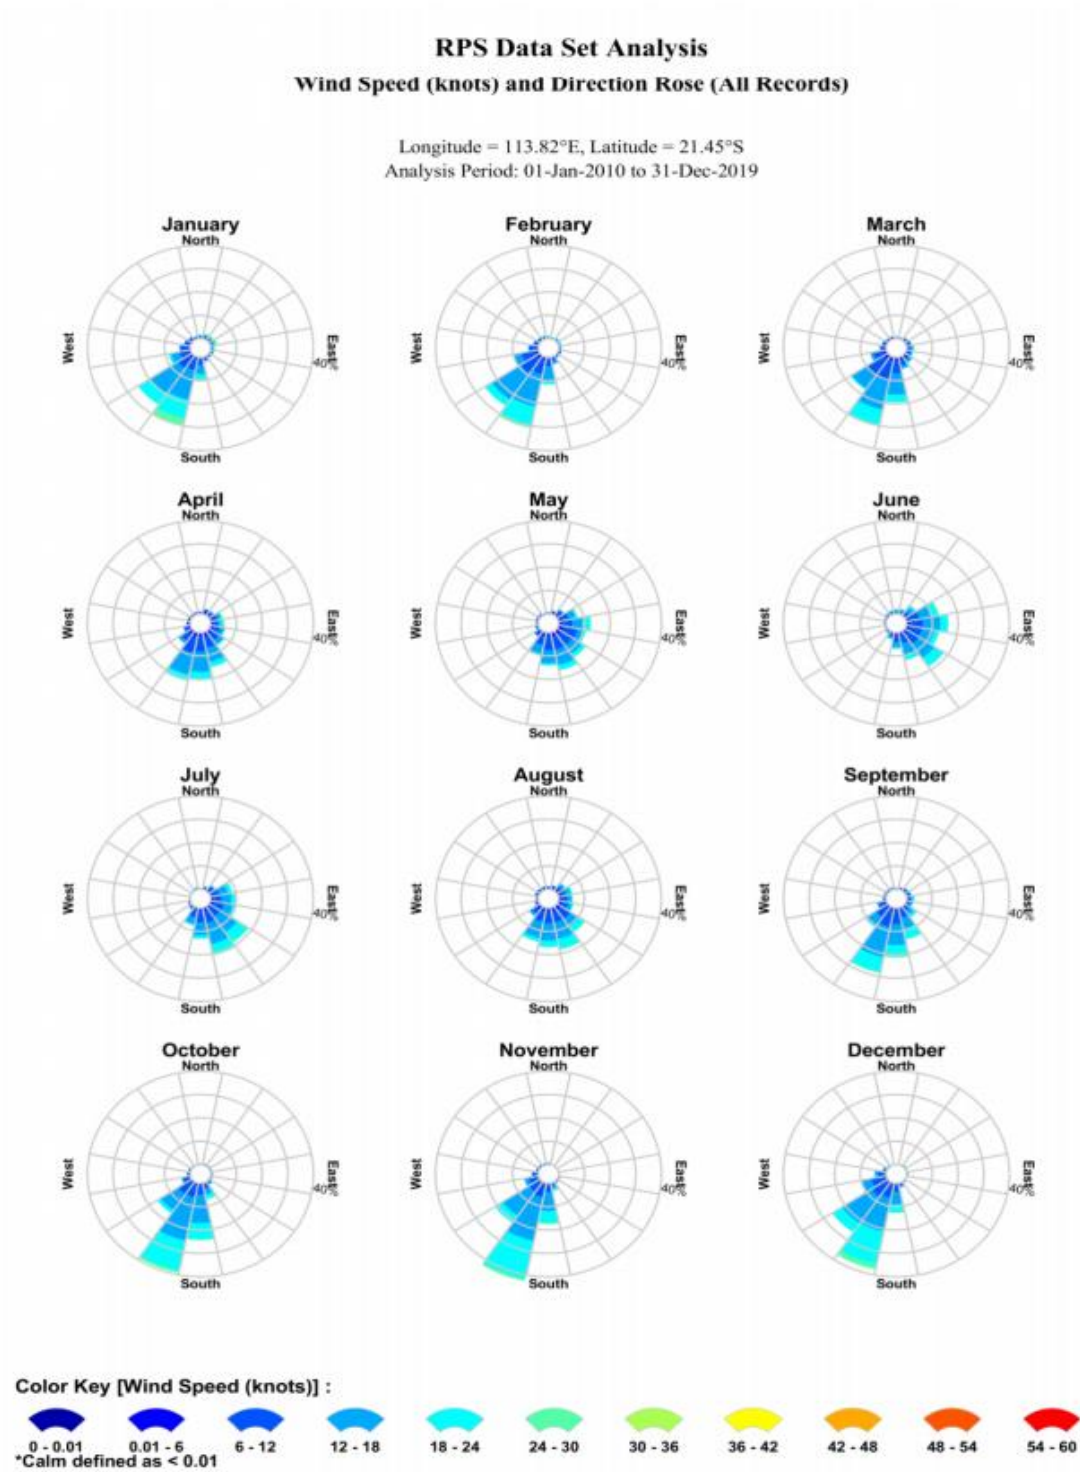 RPS Data Set Analysis
Wind Speed (knots) and Direction Rose (All Records)
Longitude = 113.82°E, Latitude = 21.45°S
Analysis Period: 01-Jan-2010 to 31-Dec-2019
January February March
North North North
West East West East West East
40% 40% 40%
South South South
April May June
North North North
West East West East West East
40% 40% 40%
South South South
July August September
North North North
West East West East West East
40% 40% 40%
South South South
October November December
North North North
West East West East West East
40% 40% 40%
South South South
Color Key [Wind Speed (knots)] :
0 - 0.01 0.01 - 6 6 - 12 12 - 18 18 - 24 24 - 30 30 - 36 36 - 42 42 - 48 48 - 54 54 - 60
*Calm defined as < 0.01